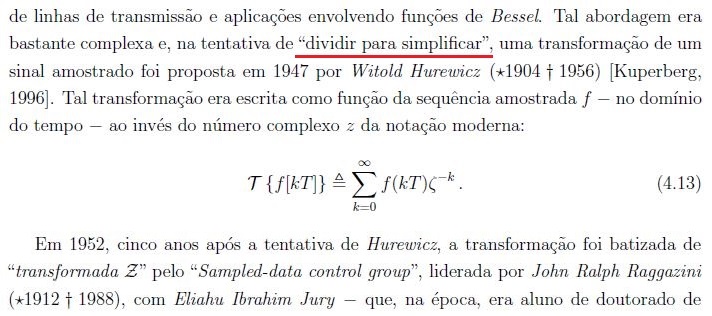 de linhas de transmissão e aplicações envolvendo funções de Bessel. Tal abordagem era
bastante complexa e, na tentativa de “dividir para simplificar”, uma transformação de um
sinal amostrado foi proposta em 1947 por Witold Hurewicz (⋆1904 † 1956) [Kuperberg,
1996]. Tal transformação era escrita como função da sequência amostrada f − no domínio
do tempo − ao invés do número complexo z da notação moderna:
𝒯 {f[kT]} ≜ ∑_{k=0}^{∞} f(kT)ζ^{−k} . (4.13)
Em 1952, cinco anos após a tentativa de Hurewicz, a transformação foi batizada de
“transformada 𝒵” pelo “Sampled-data control group”, liderada por John Ralph Raggazini
(⋆1912 † 1988), com Eliahu Ibrahim Jury − que, na época, era aluno de doutorado de